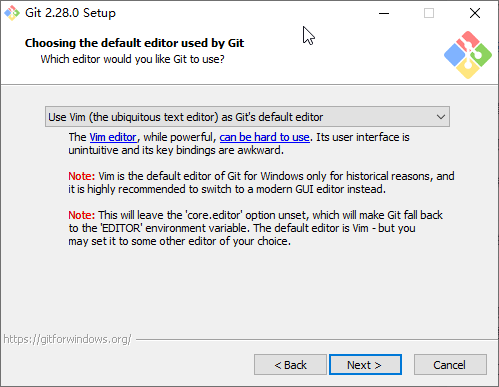 Git 2.28.0 Setup
Choosing the default editor used by Git
Which editor would you like Git to use?
Use Vim (the ubiquitous text editor) as Git's default editor
The Vim editor, while powerful, can be hard to use. Its user interface is
unintuitive and its key bindings are awkward.
Note: Vim is the default editor of Git for Windows only for historical reasons, and
it is highly recommended to switch to a modern GUI editor instead.
Note: This will leave the 'core.editor' option unset, which will make Git fall back
to the 'EDITOR' environment variable. The default editor is Vim - but you
may set it to some other editor of your choice.
https://gitforwindows.org/
< Back
Next >
Cancel